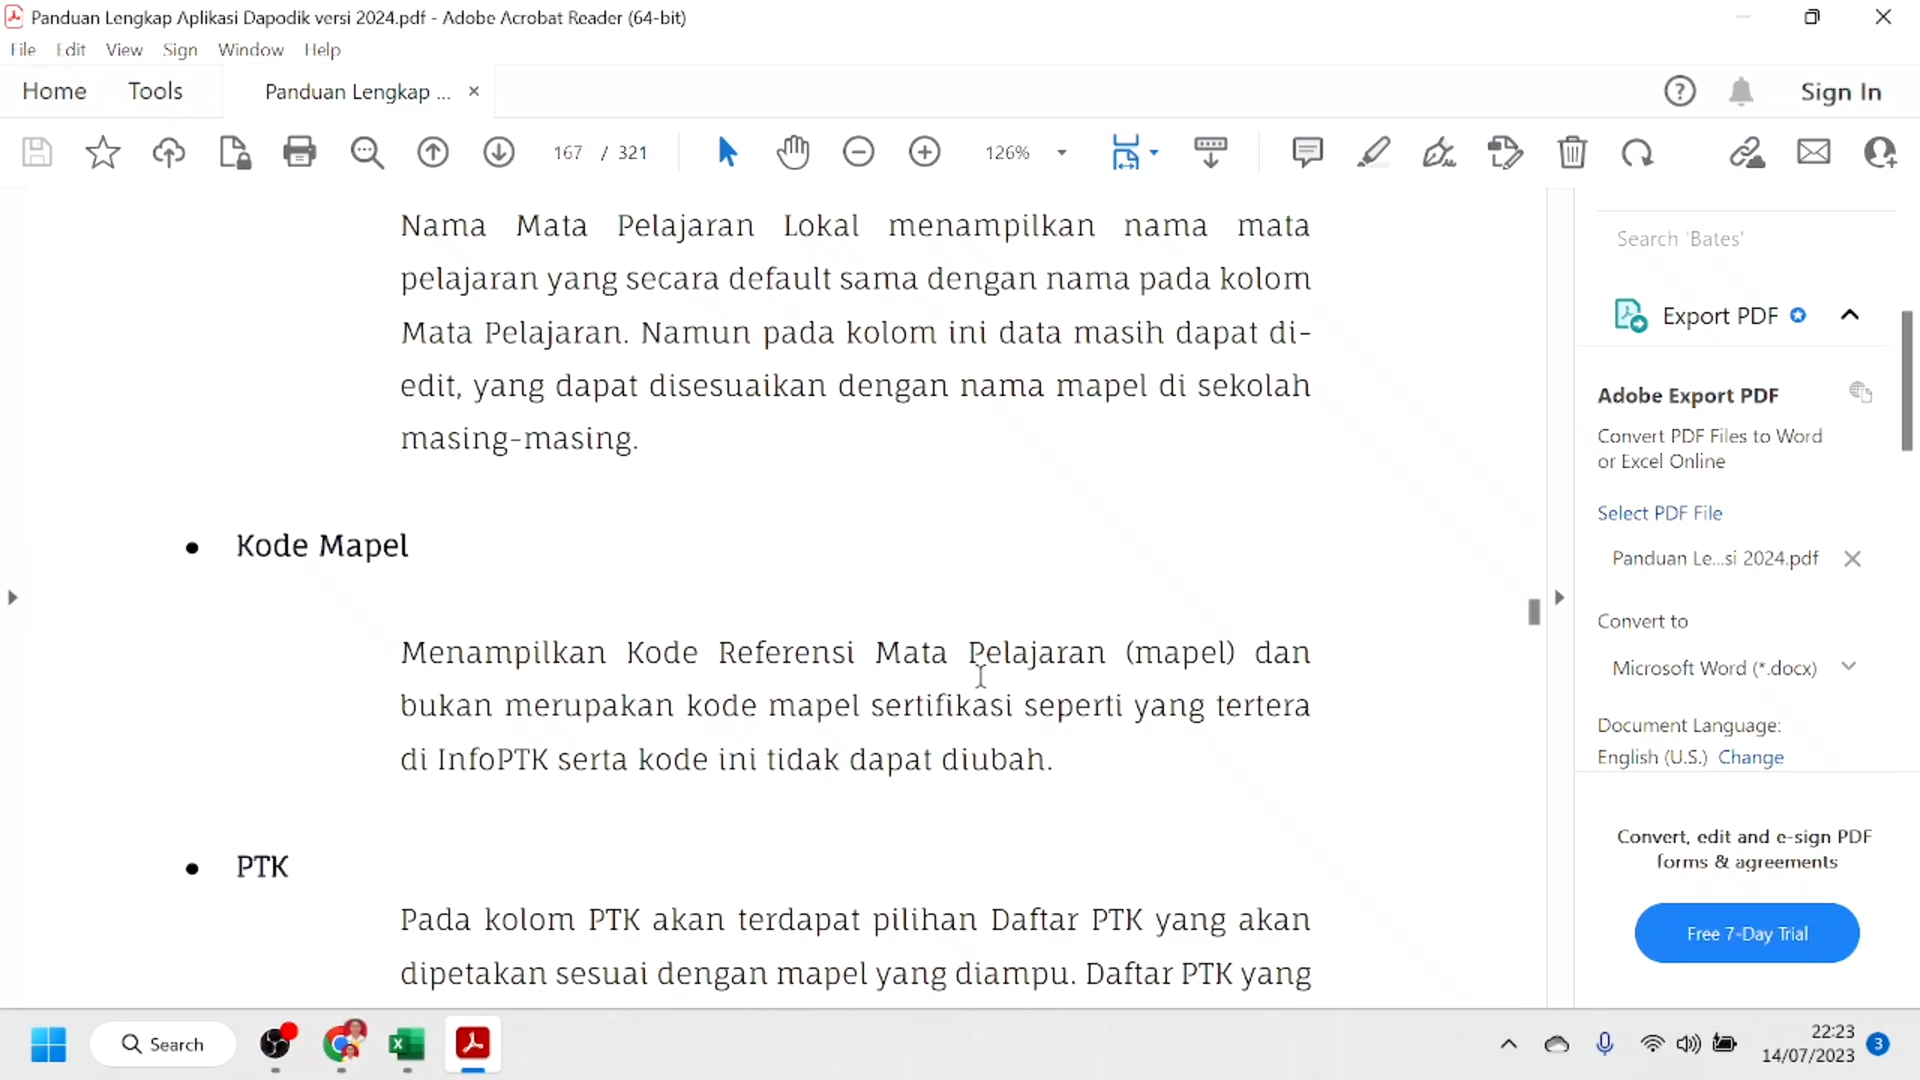 Panduan Lengkap Aplikasi Dapodik versi 2024.pdf - Adobe Acrobat Reader (64-bit)
File Edit View Sign Window Help
Home Tools Panduan Lengkap ... Sign In
167 / 321 126%
Nama Mata Pelajaran Lokal menampilkan nama mata
pelajaran yang secara default sama dengan nama pada kolom
Mata Pelajaran. Namun pada kolom ini data masih dapat di-
edit, yang dapat disesuaikan dengan nama mapel di sekolah
masing-masing.
• Kode Mapel
Menampilkan Kode Referensi Mata Pelajaran (mapel) dan
bukan merupakan kode mapel sertifikasi seperti yang tertera
di InfoPTK serta kode ini tidak dapat diubah.
• PTK
Pada kolom PTK akan terdapat pilihan Daftar PTK yang akan
dipetakan sesuai dengan mapel yang diampu. Daftar PTK yang
Search 'Bates'
Export PDF
Adobe Export PDF
Convert PDF Files to Word
or Excel Online
Select PDF File
Panduan Le...si 2024.pdf
Convert to
Microsoft Word (*.docx)
Document Language:
English (U.S.) Change
Convert, edit and e-sign PDF
forms & agreements
Free 7-Day Trial
Search
22:23
14/07/2023
3